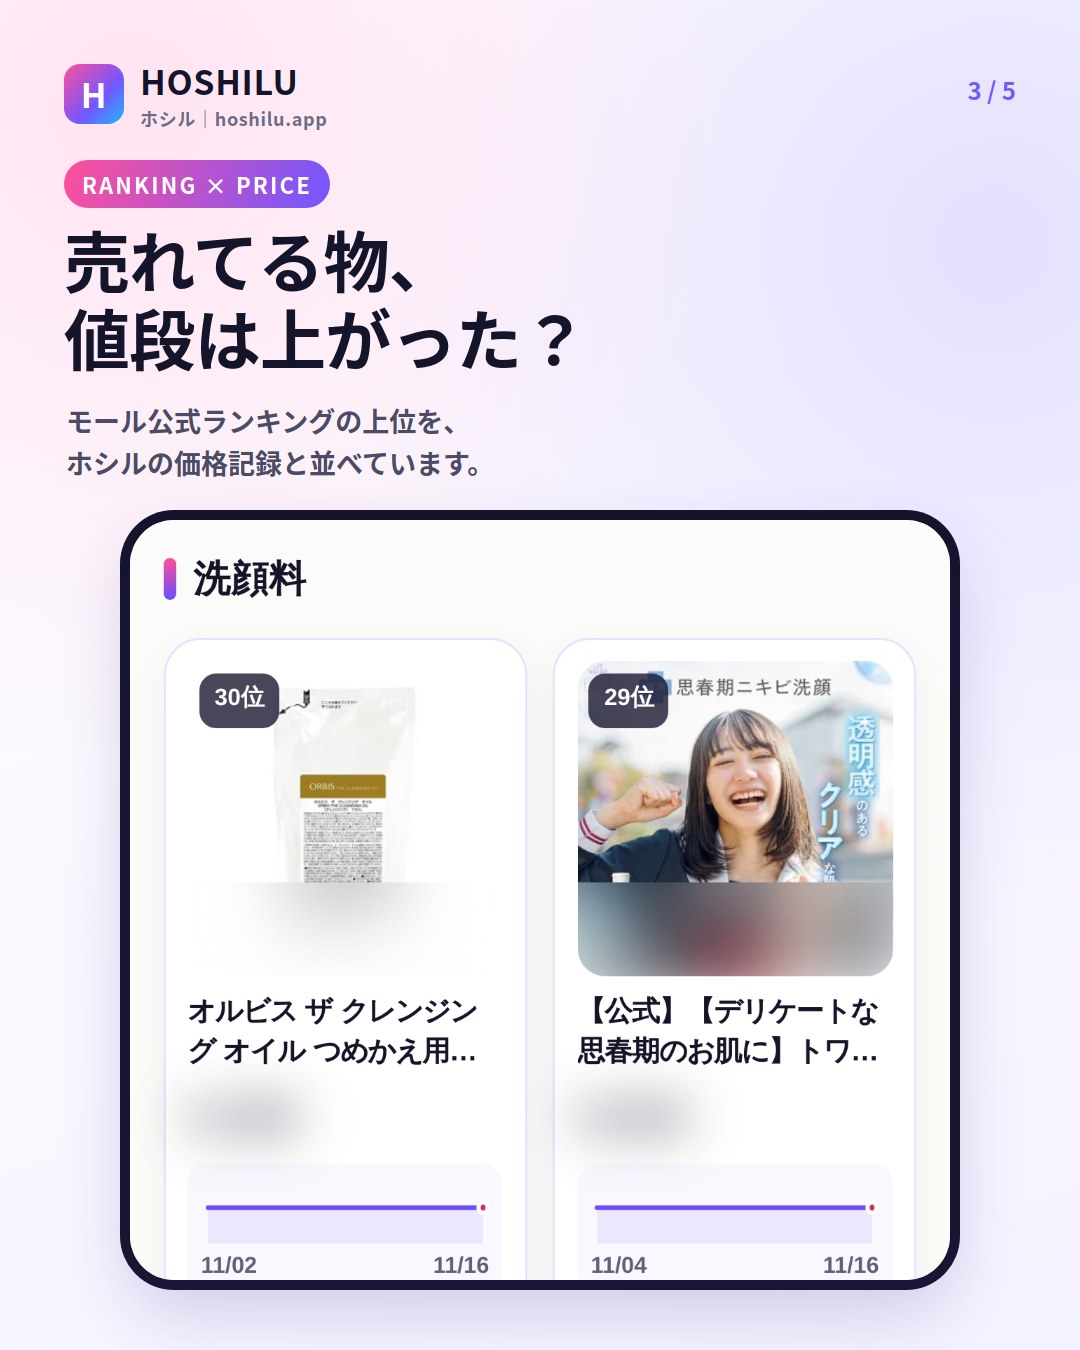 H
HOSHILU
ホシル｜hoshilu.app
3 / 5
RANKING × PRICE
売れてる物、
値段は上がった？
モール公式ランキングの上位を、
ホシルの価格記録と並べています。
洗顔料
30位
ORBIS THE CLEANSING OIL
29位
思春期ニキビ洗顔
透明感のある
クリアな肌
オルビス ザ クレンジン
グ オイル つめかえ用…
【公式】【デリケートな
思春期のお肌に】トワ…
11/02
11/16
11/04
11/16